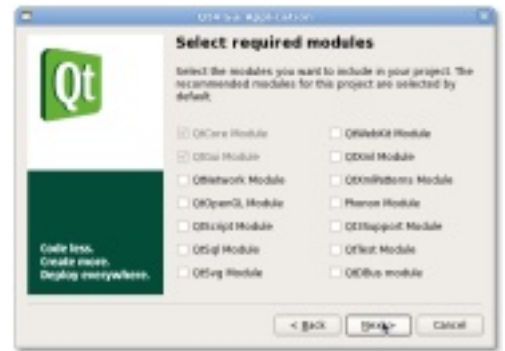 Qt4 Gui Application
Select required modules
Select the modules you want to include in your project. The
recommended modules for this project are selected by
default.
Qt
QtCore Module
QtGui Module
QtNetwork Module
QtOpenGL Module
QtScript Module
QtSql Module
QtSvg Module
QtWebKit Module
QtXml Module
QtXmlPatterns Module
Phonon Module
Qt3Support Module
QtTest Module
QtDBus module
Code less.
Create more.
Deploy everywhere.
< Back
Next >
Cancel